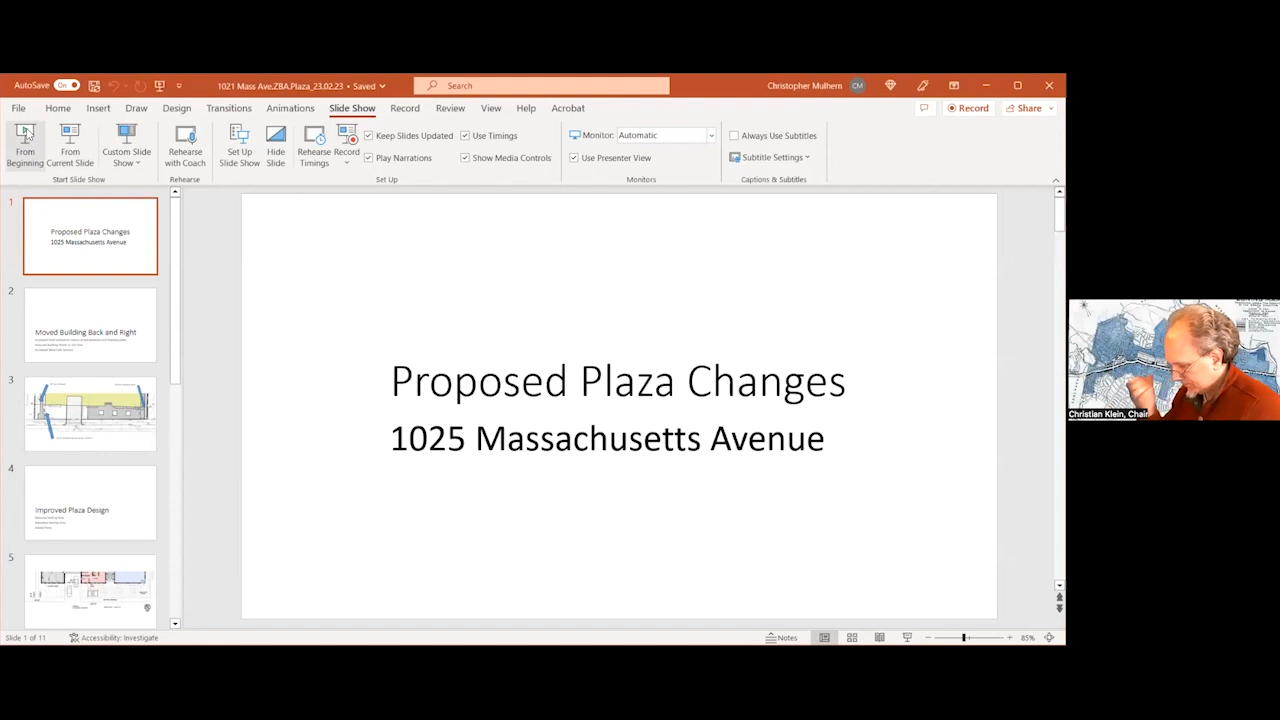 AutoSave On 1021 Mass Ave.ZBA.Plaza_23.02.23 • Saved Search Christopher Mulhern CM
File Home Insert Draw Design Transitions Animations Slide Show Record Review View Help Acrobat Record Share
From Beginning
From Current Slide
Custom Slide Show
Start Slide Show
Rehearse with Coach
Rehearse
Set Up Slide Show
Hide Slide
Rehearse Timings
Record
Keep Slides Updated
Play Narrations
Use Timings
Show Media Controls
Set Up
Monitor: Automatic
Use Presenter View
Monitors
Always Use Subtitles
Subtitle Settings
Captions & Subtitles
1
Proposed Plaza Changes
1025 Massachusetts Avenue
2
Moved Building Back and Right
3
4
Improved Plaza Design
5
Proposed Plaza Changes
1025 Massachusetts Avenue
Christian Klein, Chair
Slide 1 of 11 Accessibility: Investigate Notes 85%